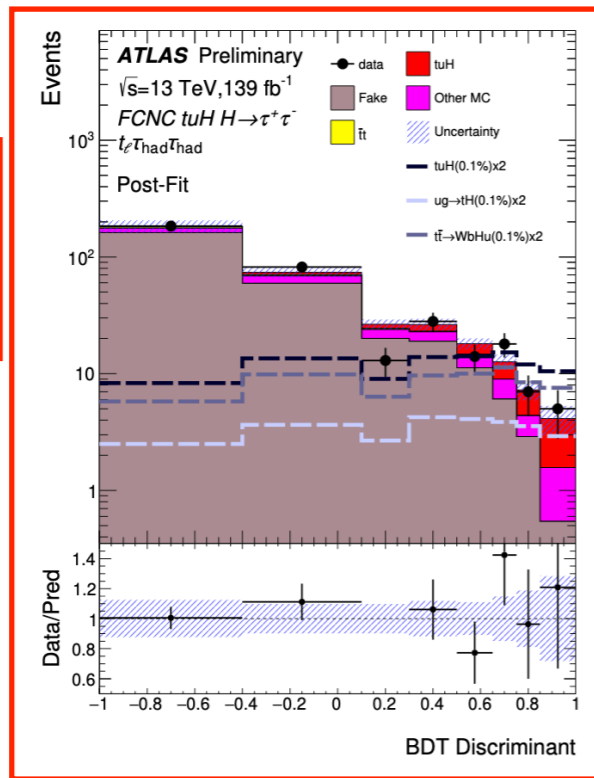 Events
ATLAS Preliminary
√s=13 TeV,139 fb⁻¹
FCNC tuH H→τ⁺τ⁻
t_ℓτ_hadτ_had
Post-Fit
data
tuH
Fake
Other MC
tt̄
Uncertainty
tuH(0.1%)x2
ug→tH(0.1%)x2
tt̄→WbHu(0.1%)x2
10³
10²
10
1
Data/Pred
1.4
1.2
1.0
0.8
0.6
−1 −0.8 −0.6 −0.4 −0.2 0 0.2 0.4 0.6 0.8 1
BDT Discriminant